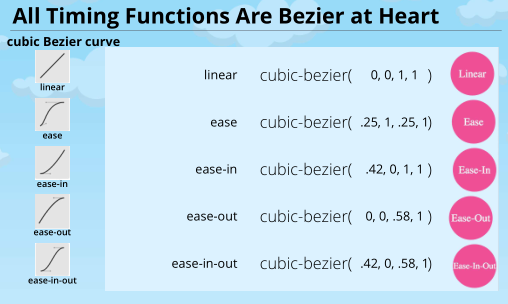 All Timing Functions Are Bezier at Heart
cubic Bezier curve
linear
linear cubic-bezier( 0, 0, 1, 1 ) Linear
ease
ease cubic-bezier( .25, 1, .25, 1) Ease
ease-in
ease-in cubic-bezier( .42, 0, 1, 1 ) Ease-In
ease-out
ease-out cubic-bezier( 0, 0, .58, 1 ) Ease-Out
ease-in-out
ease-in-out cubic-bezier( .42, 0, .58, 1) Ease-In-Out